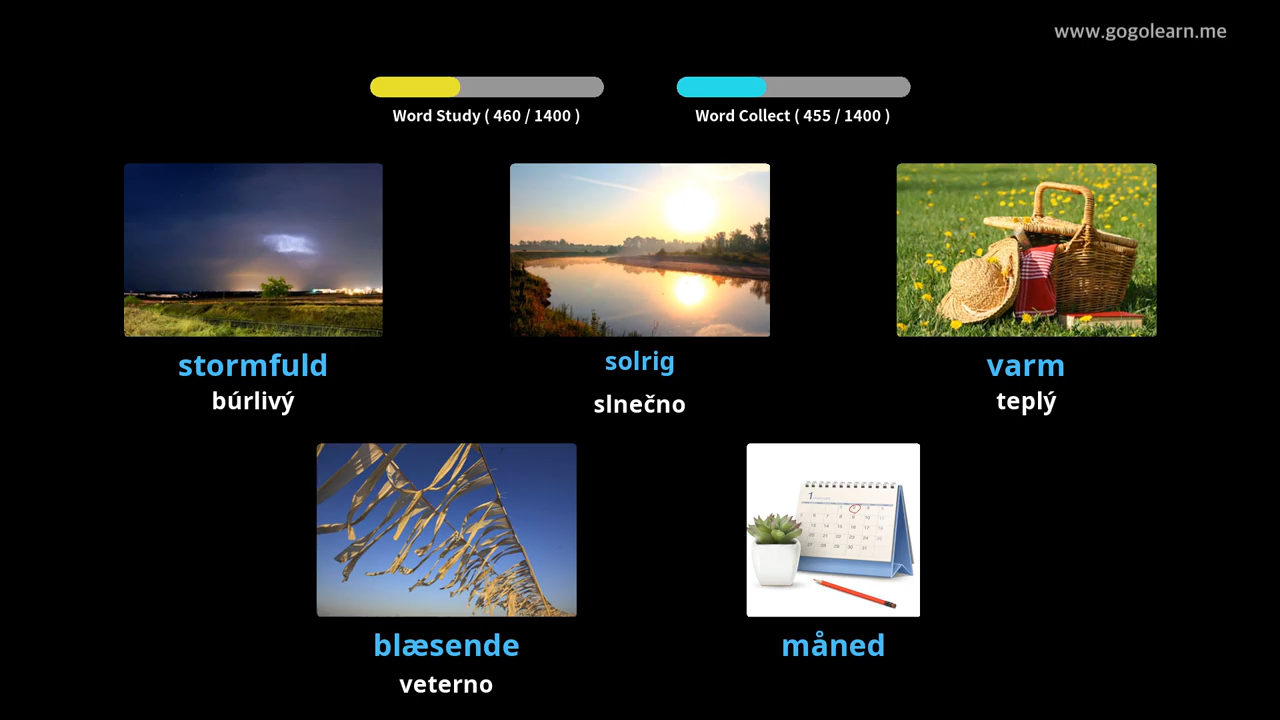 www.gogolearn.me
Word Study ( 460 / 1400 )
Word Collect ( 455 / 1400 )
stormfuld
búrlivý
solrig
slnečno
varm
teplý
blæsende
veterno
måned